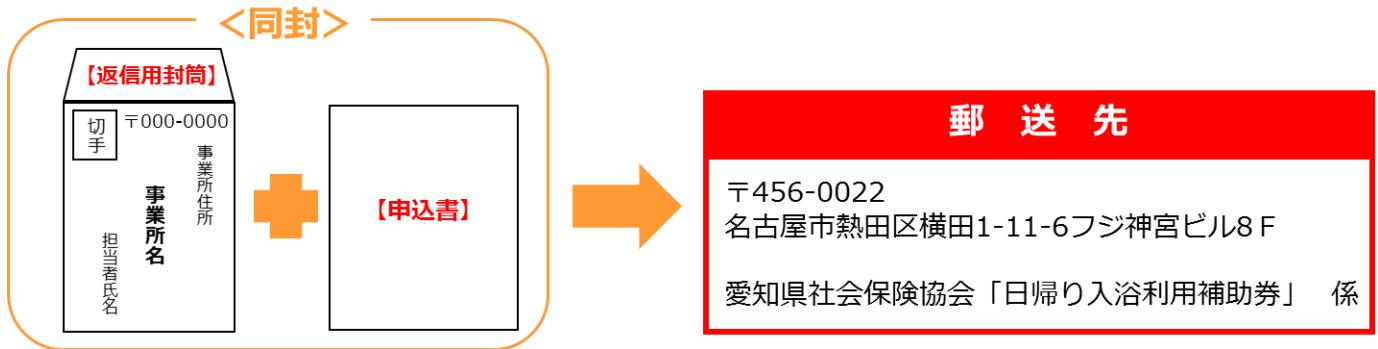 ＜同封＞
【返信用封筒】
切手
〒000-0000
事業所住所
事業所名
担当者氏名
【申込書】
郵 送 先
〒456-0022
名古屋市熱田区横田1-11-6フジ神宮ビル8Ｆ
愛知県社会保険協会「日帰り入浴利用補助券」　係